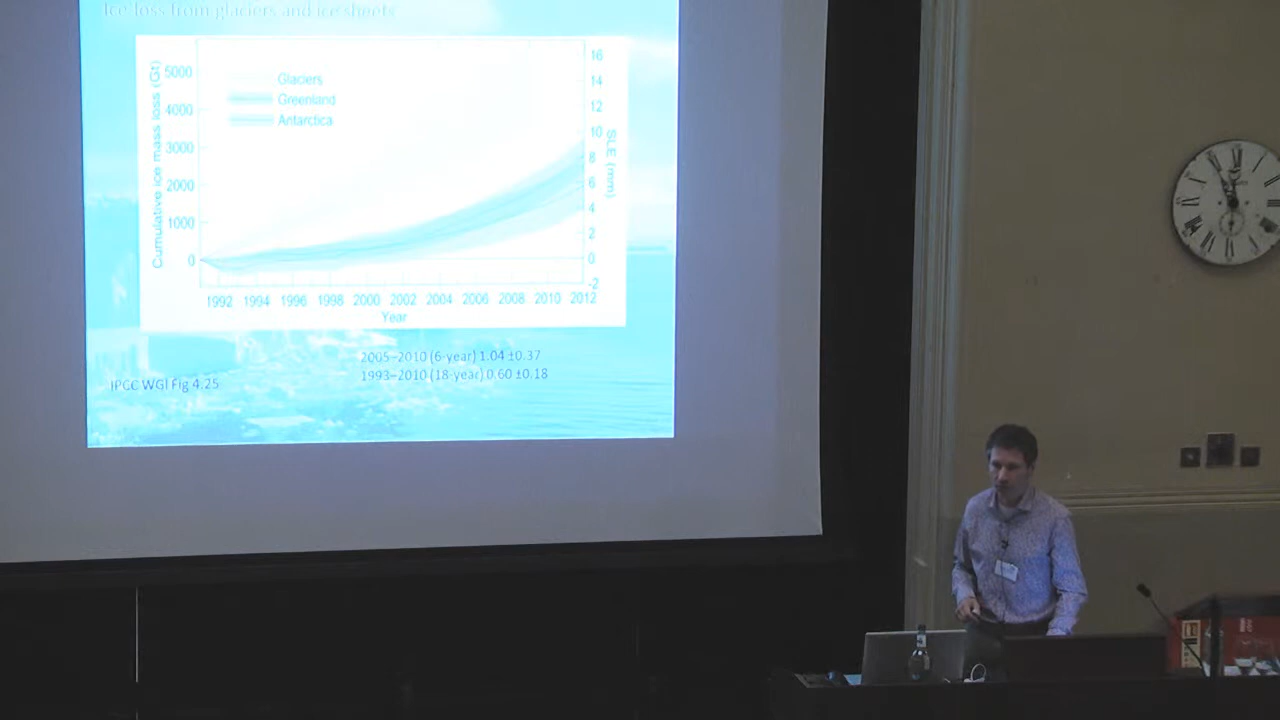 Ice loss from glaciers and ice sheets
Cumulative ice mass loss (Gt)
5000
4000
3000
2000
1000
0
Glaciers
Greenland
Antarctica
16
14
12
10
8
6
4
2
0
-2
SLE (mm)
1992 1994 1996 1998 2000 2002 2004 2006 2008 2010 2012
Year
2005–2010 (6-year) 1.04 ±0.37
1993–2010 (18-year) 0.60 ±0.18
IPCC WGI Fig 4.25